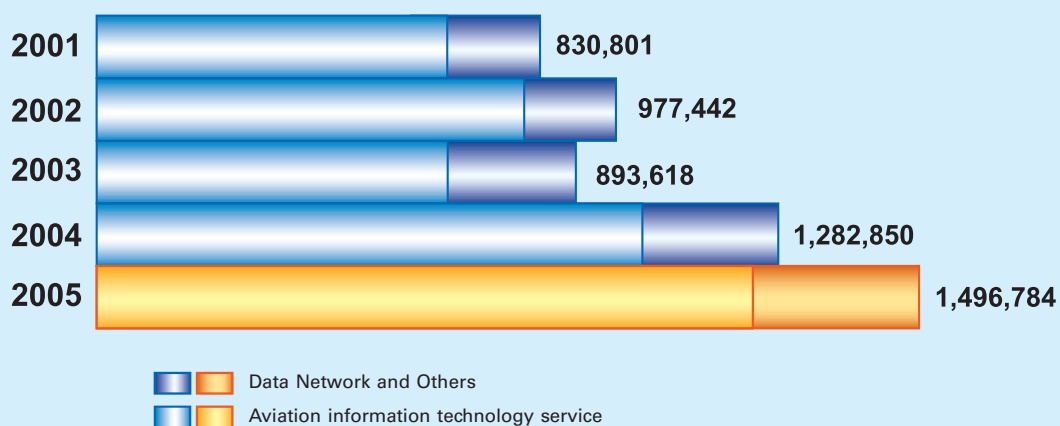 2001 830,801
2002 977,442
2003 893,618
2004 1,282,850
2005 1,496,784
Data Network and Others
Aviation information technology service